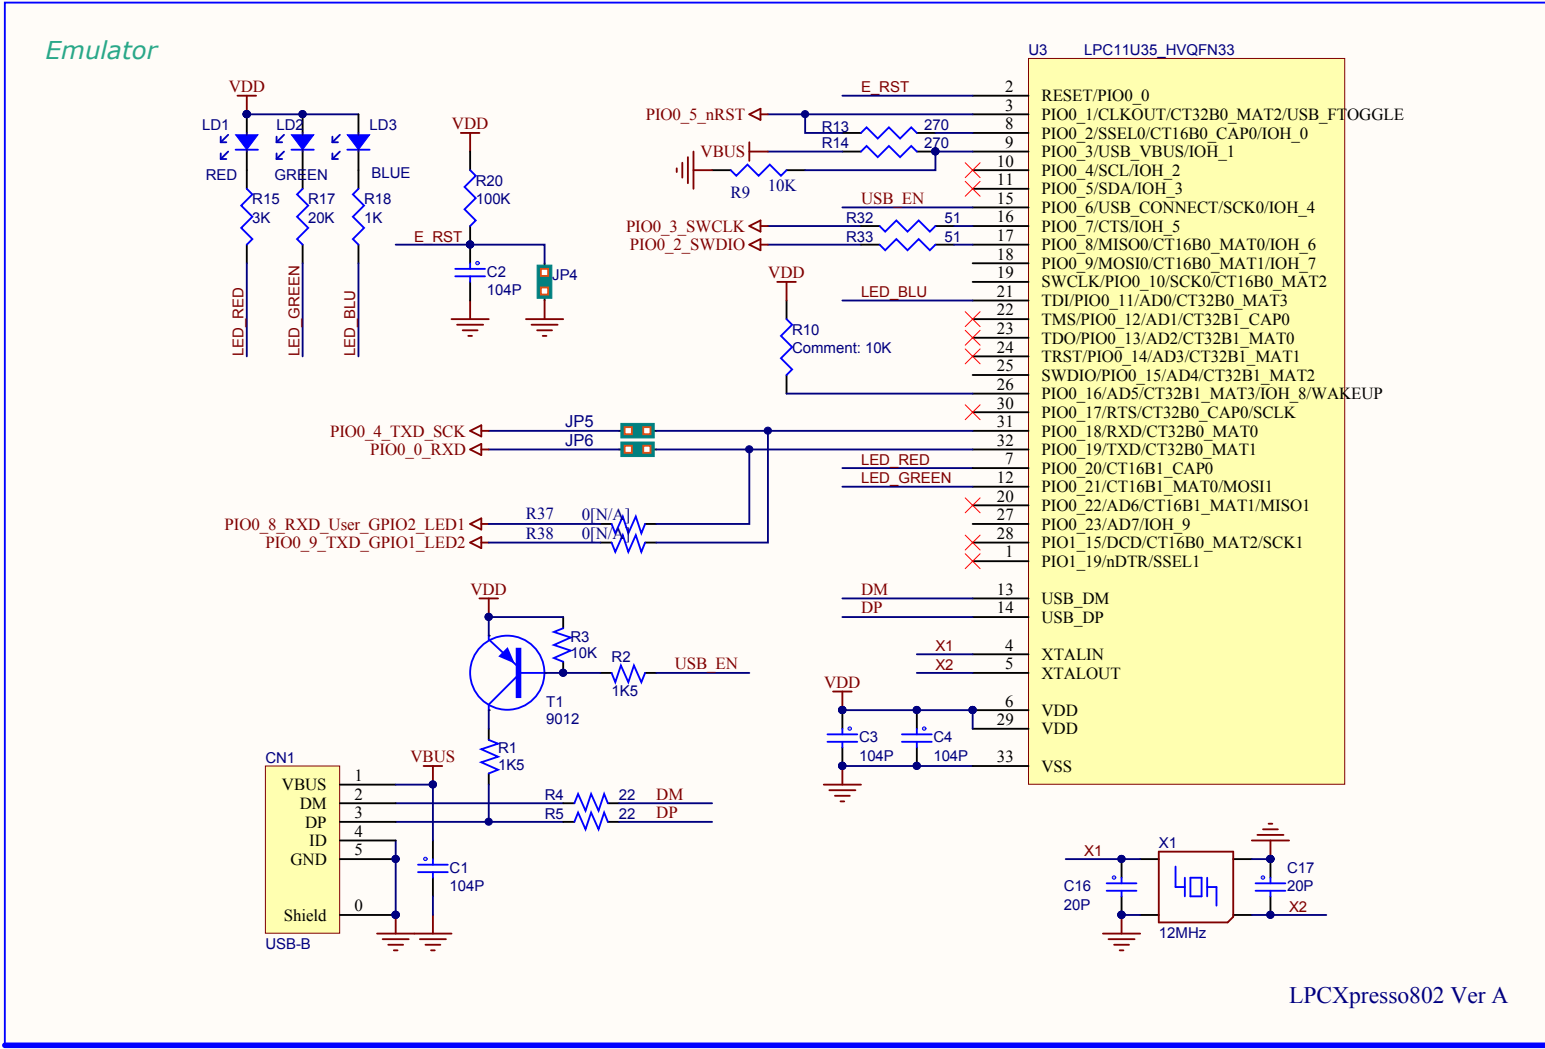 Emulator
U3 LPC11U35_HVQFN33
VDD
LD1
LD2
LD3
RED
GREEN
BLUE
R15
3K
R17
20K
R18
1K
LED_RED
LED_GREEN
LED_BLU
VDD
R20
100K
E_RST
C2
104P
JP4
E_RST
PIO0_5_nRST
R13 270
R14 270
VBUS
R9 10K
USB_EN
PIO0_3_SWCLK
PIO0_2_SWDIO
R32 51
R33 51
VDD
LED_BLU
R10
Comment: 10K
PIO0_4_TXD_SCK
PIO0_0_RXD
JP5
JP6
LED_RED
LED_GREEN
PIO0_8_RXD_User_GPIO2_LED1
PIO0_9_TXD_GPIO1_LED2
R37 0[N/A]
R38 0[N/A]
2 RESET/PIO0_0
3 PIO0_1/CLKOUT/CT32B0_MAT2/USB_FTOGGLE
8 PIO0_2/SSEL0/CT16B0_CAP0/IOH_0
9 PIO0_3/USB_VBUS/IOH_1
10 PIO0_4/SCL/IOH_2
11 PIO0_5/SDA/IOH_3
15 PIO0_6/USB_CONNECT/SCK0/IOH_4
16 PIO0_7/CTS/IOH_5
17 PIO0_8/MISO0/CT16B0_MAT0/IOH_6
18 PIO0_9/MOSI0/CT16B0_MAT1/IOH_7
19 SWCLK/PIO0_10/SCK0/CT16B0_MAT2
21 TDI/PIO0_11/AD0/CT32B0_MAT3
22 TMS/PIO0_12/AD1/CT32B1_CAP0
23 TDO/PIO0_13/AD2/CT32B1_MAT0
24 TRST/PIO0_14/AD3/CT32B1_MAT1
25 SWDIO/PIO0_15/AD4/CT32B1_MAT2
26 PIO0_16/AD5/CT32B1_MAT3/IOH_8/WAKEUP
30 PIO0_17/RTS/CT32B0_CAP0/SCLK
31 PIO0_18/RXD/CT32B0_MAT0
32 PIO0_19/TXD/CT32B0_MAT1
7 PIO0_20/CT16B1_CAP0
12 PIO0_21/CT16B1_MAT0/MOSI1
20 PIO0_22/AD6/CT16B1_MAT1/MISO1
27 PIO0_23/AD7/IOH_9
28 PIO1_15/DCD/CT16B0_MAT2/SCK1
1 PIO1_19/nDTR/SSEL1
DM 13 USB_DM
DP 14 USB_DP
X1 4 XTALIN
X2 5 XTALOUT
6 VDD
29 VDD
33 VSS
VDD
C3
104P
C4
104P
VDD
R3
10K
R2
1K5
USB_EN
T1
9012
R1
1K5
CN1
VBUS 1
DM 2
DP 3
ID 4
GND 5
Shield 0
USB-B
VBUS
R4 22 DM
R5 22 DP
C1
104P
X1
X1
C16
20P
12MHz
C17
20P
X2
LPCXpresso802 Ver A